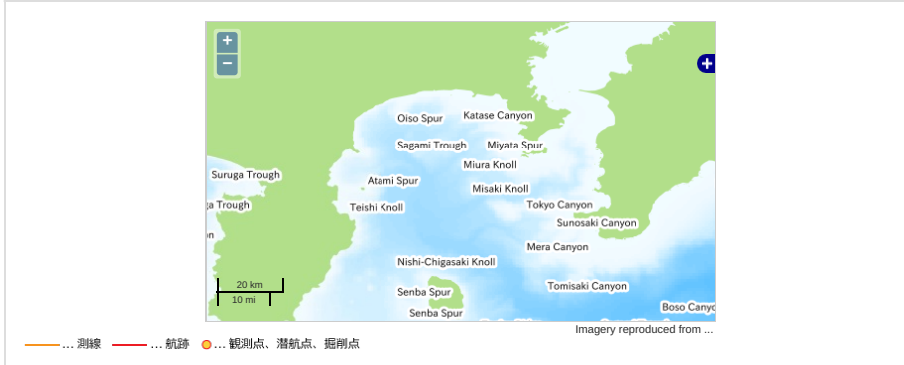 +
−
+
Oiso Spur
Katase Canyon
Sagami Trough
Miyata Spur
Miura Knoll
Suruga Trough
Atami Spur
Misaki Knoll
ga Trough
Teishi Knoll
Tokyo Canyon
Sunosaki Canyon
on
Mera Canyon
Nishi-Chigasaki Knoll
20 km
10 mi
Tomisaki Canyon
Senba Spur
Boso Canyo
Senba Spur
Imagery reproduced from ...
... 測線 ... 航跡 ... 観測点、潜航点、掘削点